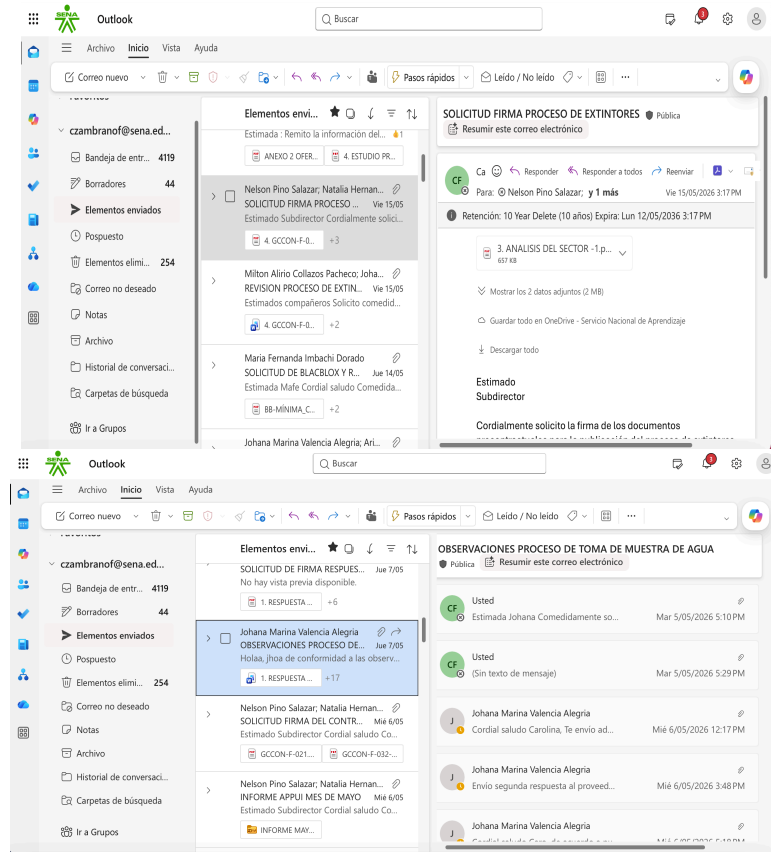 SENA
Outlook
Buscar
3
Archivo Inicio Vista Ayuda
Correo nuevo
Pasos rápidos
Leído / No leído
czambranof@sena.ed...
Bandeja de entr... 4119
Borradores 44
Elementos enviados
Pospuesto
Elementos elimi... 254
Correo no deseado
Notas
Archivo
Historial de conversaci...
Carpetas de búsqueda
Ir a Grupos
Elementos envi...
Estimada : Remito la información del... 1
ANEXO 2 OFER... 4. ESTUDIO PR...
Nelson Pino Salazar; Natalia Hernan...
SOLICITUD FIRMA PROCESO ... Vie 15/05
Estimado Subdirector Cordialmente solici...
4. GCCON-F-0... +3
Milton Alirio Collazos Pacheco; Joha...
REVISION PROCESO DE EXTIN... Vie 15/05
Estimados compañeros Solicito comedid...
4. GCCON-F-0... +2
Maria Fernanda Imbachi Dorado
SOLICITUD DE BLACBLOX Y R... Jue 14/05
Estimada Mafe Cordial saludo Comedida...
BB-MÍNIMA_C... +2
Johana Marina Valencia Alegria; Ari...
SOLICITUD FIRMA PROCESO DE EXTINTORES Pública
Resumir este correo electrónico
CF
Ca Responder Responder a todos Reenviar
Para: Nelson Pino Salazar; y 1 más Vie 15/05/2026 3:17 PM
Retención: 10 Year Delete (10 años) Expira: Lun 12/05/2036 3:17 PM
3. ANALISIS DEL SECTOR -1.p...
657 KB
Mostrar los 2 datos adjuntos (2 MB)
Guardar todo en OneDrive - Servicio Nacional de Aprendizaje
Descargar todo
Estimado
Subdirector
Cordialmente solicito la firma de los documentos
SENA
Outlook
Buscar
3
Archivo Inicio Vista Ayuda
Correo nuevo
Pasos rápidos
Leído / No leído
czambranof@sena.ed...
Bandeja de entr... 4119
Borradores 44
Elementos enviados
Pospuesto
Elementos elimi... 254
Correo no deseado
Notas
Archivo
Historial de conversaci...
Carpetas de búsqueda
Ir a Grupos
Elementos envi...
SOLICITUD DE FIRMA RESPUES... Jue 7/05
No hay vista previa disponible.
1. RESPUESTA ... +6
Johana Marina Valencia Alegria
OBSERVACIONES PROCESO DE... Jue 7/05
Holaa, jhoa de conformidad a las observ...
1. RESPUESTA ... +17
Nelson Pino Salazar; Natalia Hernan...
SOLICITUD FIRMA DEL CONTR... Mié 6/05
Estimado Subdirector Cordial saludo Co...
GCCON-F-021.... GCCON-F-032-...
Nelson Pino Salazar; Natalia Hernan...
INFORME APPUI MES DE MAYO Mié 6/05
Estimado Subdirector Cordial saludo Co...
INFORME MAY...
OBSERVACIONES PROCESO DE TOMA DE MUESTRA DE AGUA
Pública Resumir este correo electrónico
CF
Usted
Estimada Johana Comedidamente so... Mar 5/05/2026 5:10 PM
CF
Usted
(Sin texto de mensaje) Mar 5/05/2026 5:29 PM
J
Johana Marina Valencia Alegria
Cordial saludo Carolina, Te envio ad... Mié 6/05/2026 12:17 PM
J
Johana Marina Valencia Alegria
Envio segunda respuesta al proveed... Mié 6/05/2026 3:48 PM
J
Johana Marina Valencia Alegria